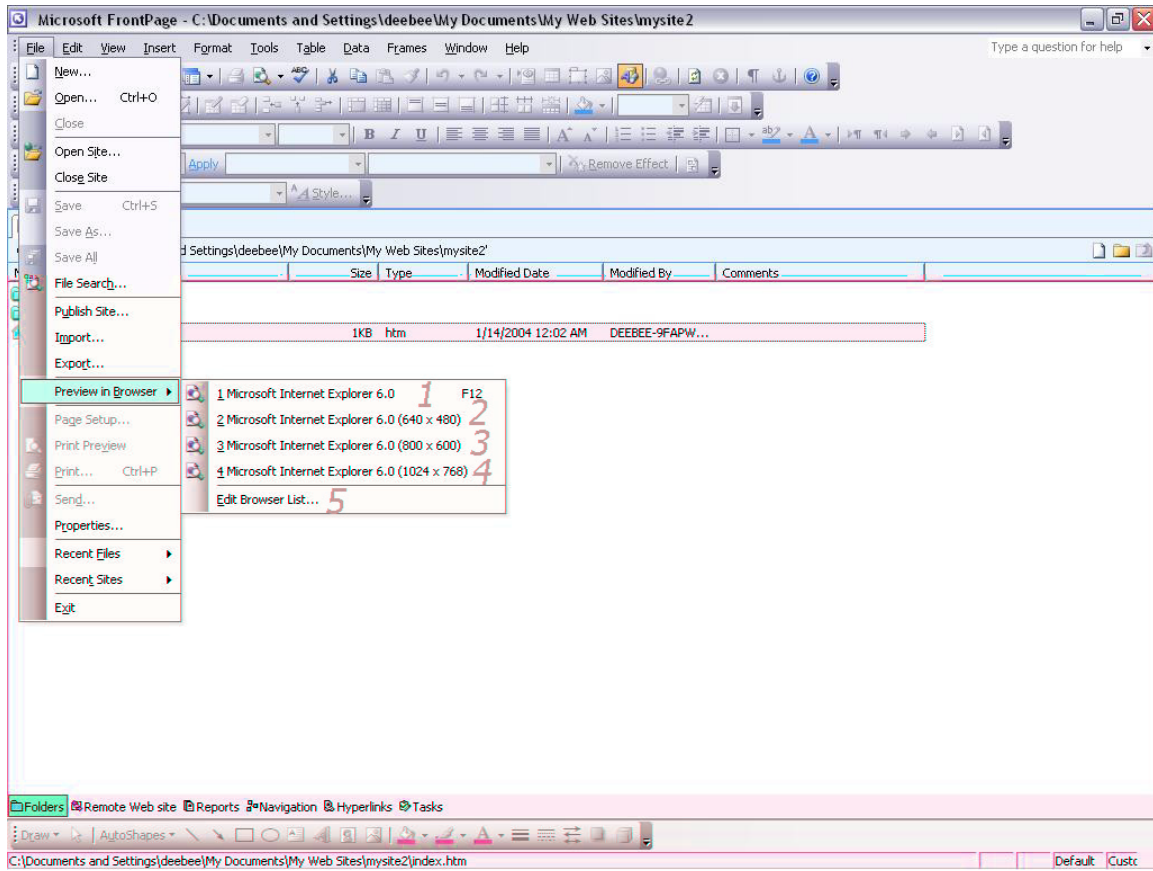 Microsoft FrontPage - C:\Documents and Settings\deebee\My Documents\My Web Sites\mysite2
File Edit View Insert Format Tools Table Data Frames Window Help Type a question for help
New...
Open... Ctrl+O
Close
Open Site...
Apply Remove Effect
Close Site
Style...
Save Ctrl+S
Save As...
Save All
d Settings\deebee\My Documents\My Web Sites\mysite2'
Size Type Modified Date Modified By Comments
File Search...
Publish Site...
Import...
1KB htm 1/14/2004 12:02 AM DEEBEE-9FAPW...
Export...
Preview in Browser
1 Microsoft Internet Explorer 6.0 1 F12
2 Microsoft Internet Explorer 6.0 (640 x 480) 2
3 Microsoft Internet Explorer 6.0 (800 x 600) 3
4 Microsoft Internet Explorer 6.0 (1024 x 768) 4
Edit Browser List... 5
Page Setup...
Print Preview
Print... Ctrl+P
Send...
Properties...
Recent Files
Recent Sites
Exit
Folders Remote Web site Reports Navigation Hyperlinks Tasks
Draw AutoShapes
C:\Documents and Settings\deebee\My Documents\My Web Sites\mysite2\index.htm Default Custc